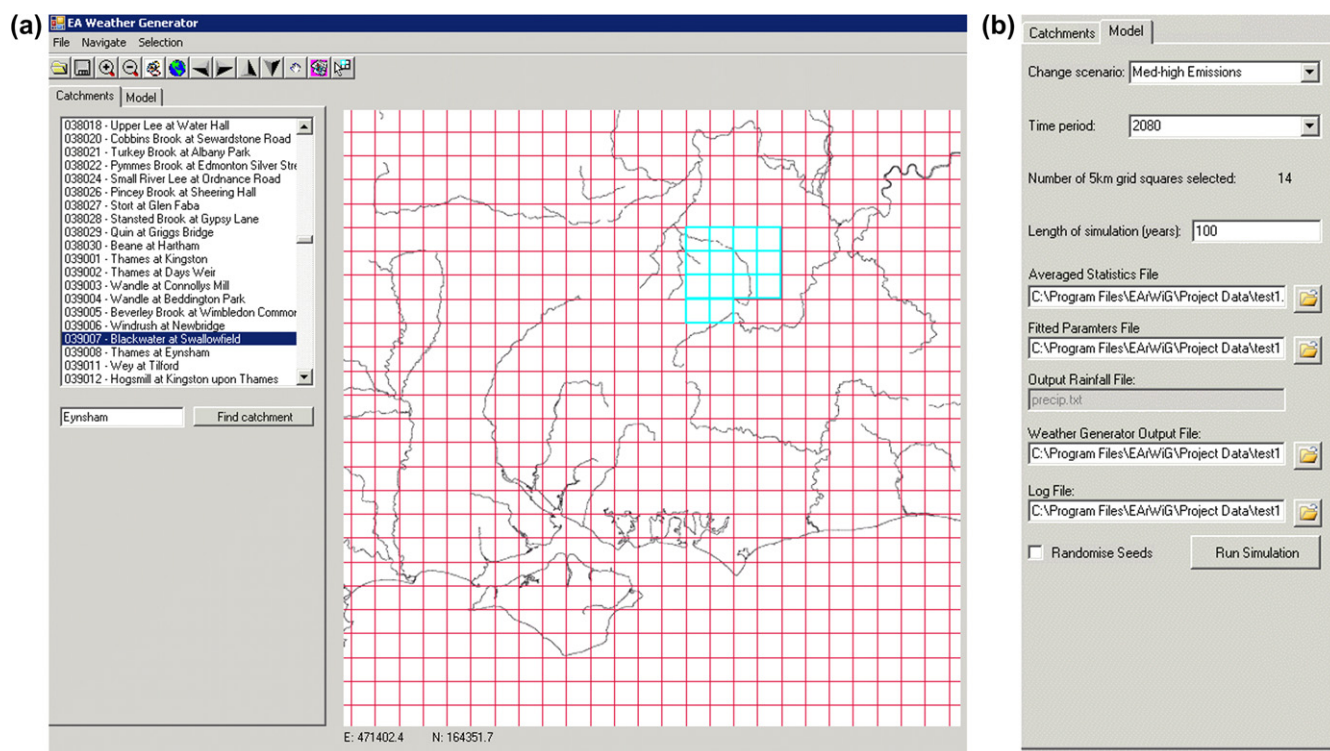 (a)
EA Weather Generator
File Navigate Selection
Catchments Model
038018 - Upper Lee at Water Hall
038020 - Cobbins Brook at Sewardstone Road
038021 - Turkey Brook at Albany Park
038022 - Pymmes Brook at Edmonton Silver Stre
038024 - Small River Lee at Ordnance Road
038026 - Pincey Brook at Sheering Hall
038027 - Stort at Glen Faba
038028 - Stansted Brook at Gypsy Lane
038029 - Quin at Griggs Bridge
038030 - Beane at Hartham
039001 - Thames at Kingston
039002 - Thames at Days Weir
039003 - Wandle at Connollys Mill
039004 - Wandle at Beddington Park
039005 - Beverley Brook at Wimbledon Common
039006 - Windrush at Newbridge
039007 - Blackwater at Swallowfield
039008 - Thames at Eynsham
039011 - Wey at Tilford
039012 - Hogsmill at Kingston upon Thames
Eynsham Find catchment
E: 471402.4 N: 164351.7
(b)
Catchments Model
Change scenario: Med-high Emissions
Time period: 2080
Number of 5km grid squares selected: 14
Length of simulation (years): 100
Averaged Statistics File
C:\Program Files\EArWiG\Project Data\test1.
Fitted Paramters File
C:\Program Files\EArWiG\Project Data\test1
Output Rainfall File:
precip.txt
Weather Generator Output File:
C:\Program Files\EArWiG\Project Data\test1
Log File:
C:\Program Files\EArWiG\Project Data\test1
Randomise Seeds Run Simulation